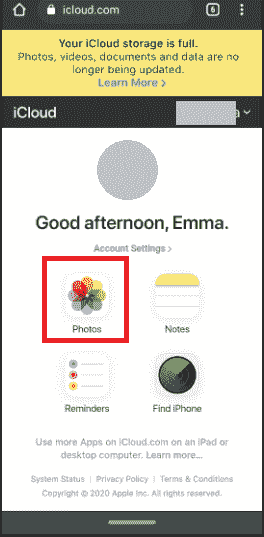 icloud.com
6
Your iCloud storage is full.
Photos, videos, documents and data are no
longer being updated.
Learn More >
iCloud
a
Good afternoon, Emma.
Account Settings >
Photos
Notes
Reminders
Find iPhone
Use more Apps on iCloud.com on an iPad or
desktop computer. Learn more...
System Status | Privacy Policy | Terms & Conditions
Copyright © 2020 Apple Inc. All rights reserved.